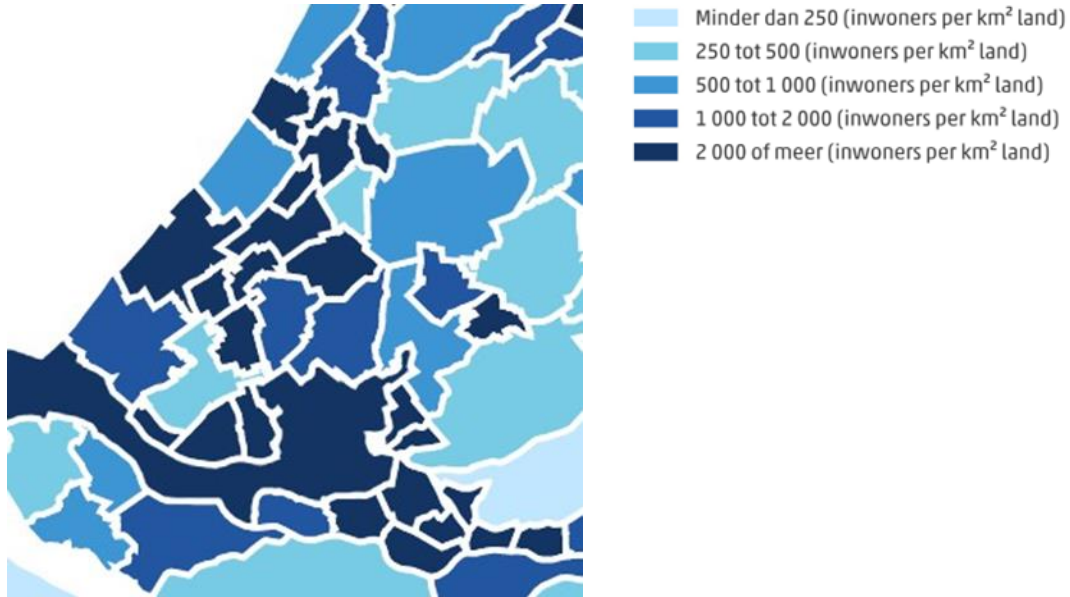 Minder dan 250 (inwoners per km² land)
250 tot 500 (inwoners per km² land)
500 tot 1 000 (inwoners per km² land)
1 000 tot 2 000 (inwoners per km² land)
2 000 of meer (inwoners per km² land)